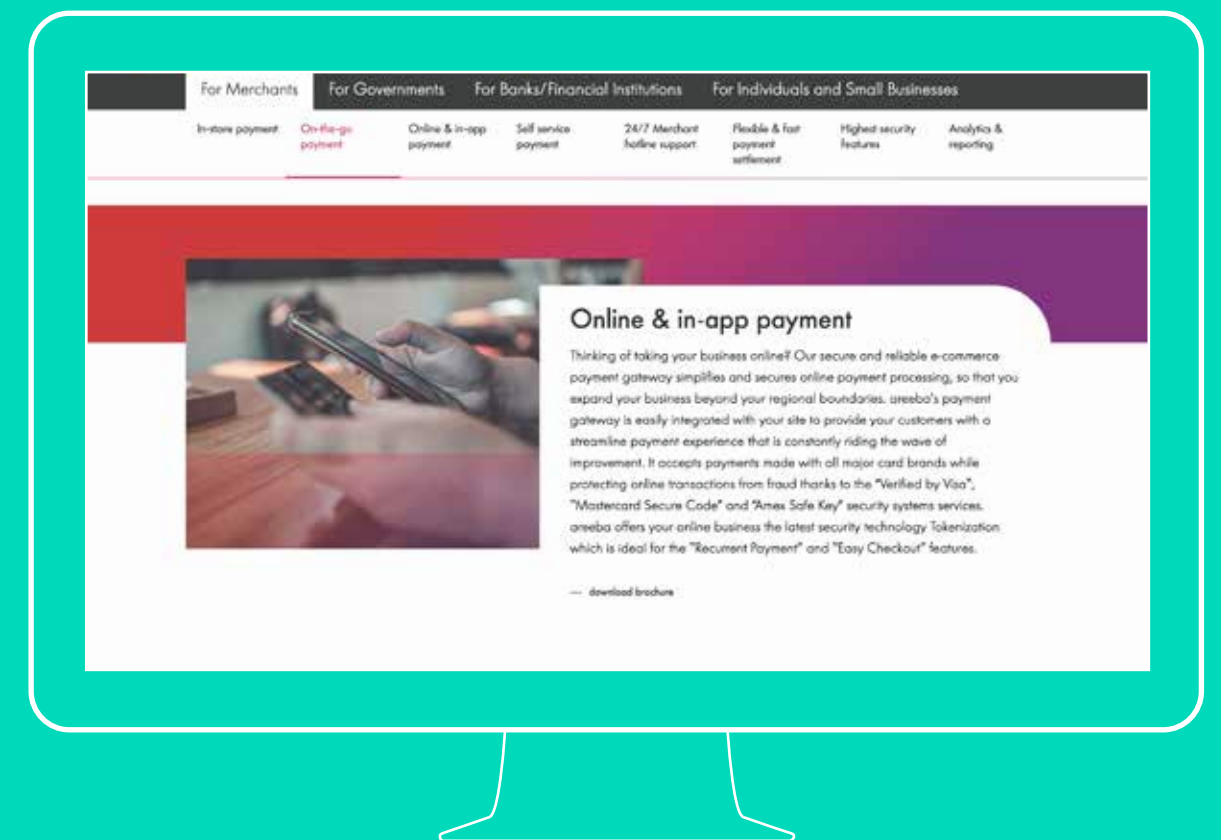 For Merchants For Governments For Banks/Financial Institutions For Individuals and Small Businesses
In-store payment On-the-go Online & in-app Self service 24/7 Merchant Flexible & fast Highest security Analytics &
payment payment payment hotline support payment features reporting
settlement
Online & in-app payment
Thinking of taking your business online? Our secure and reliable e-commerce
payment gateway simplifies and secures online payment processing, so that you
expand your business beyond your regional boundaries. areeba's payment
gateway is easily integrated with your site to provide your customers with a
streamline payment experience that is constantly riding the wave of
improvement. It accepts payments made with all major card brands while
protecting online transactions from fraud thanks to the "Verified by Visa",
"Mastercard Secure Code" and "Amex Safe Key" security systems services.
areeba offers your online business the latest security technology Tokenization
which is ideal for the "Recurrent Payment" and "Easy Checkout" features.
— download brochure